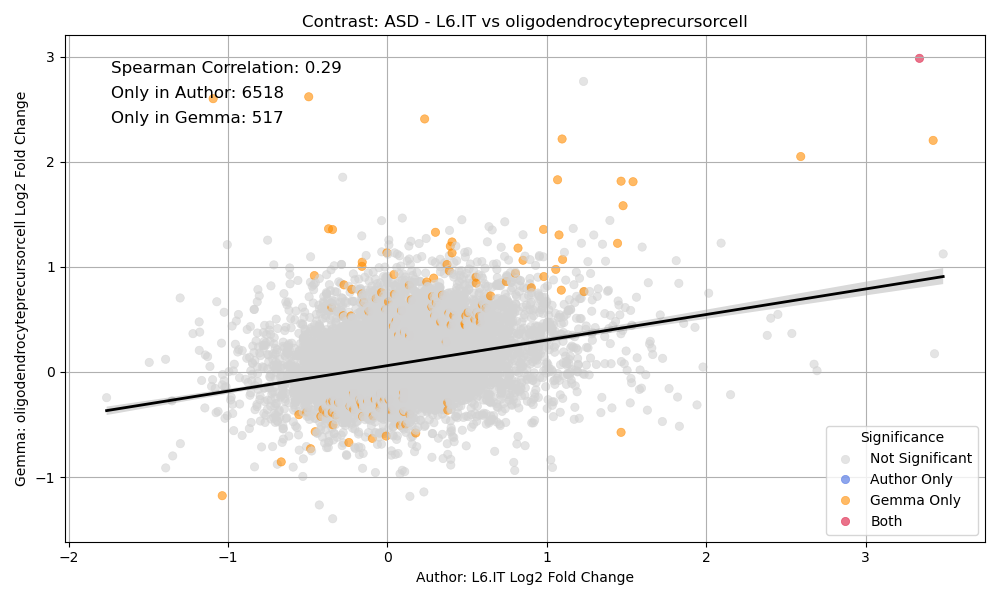 Contrast: ASD - L6.IT vs oligodendrocyteprecursorcell
Spearman Correlation: 0.29
Only in Author: 6518
Only in Gemma: 517
Gemma: oligodendrocyteprecursorcell Log2 Fold Change
3
2
1
0
−1
−2
−1
0
1
2
3
Author: L6.IT Log2 Fold Change
Significance
Not Significant
Author Only
Gemma Only
Both